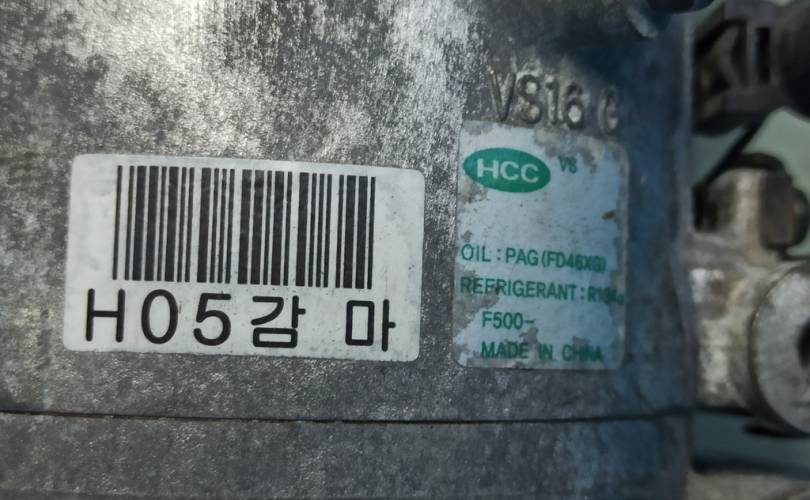 VS16
HCC VS
OIL : PAG (FD46XG)
REFRIGERANT : R134a
F500-
MADE IN CHINA
H05감 마